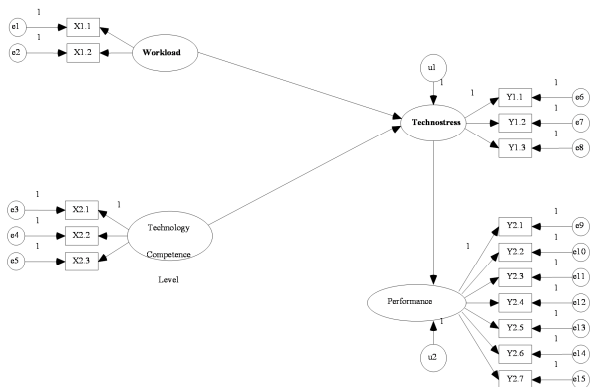 1
e1
X1.1
1
e2
X1.2
Workload
u1
1
1
Y1.1
1
e6
Technostress
Y1.2
1
e7
Y1.3
1
e8
1
e3
X2.1
1
1
e4
X2.2
1
e5
X2.3
Technology
Competence
Level
Y2.1
1
e9
1
Y2.2
1
e10
Y2.3
1
e11
Performance
Y2.4
1
e12
1
Y2.5
1
e13
u2
Y2.6
1
e14
Y2.7
1
e15